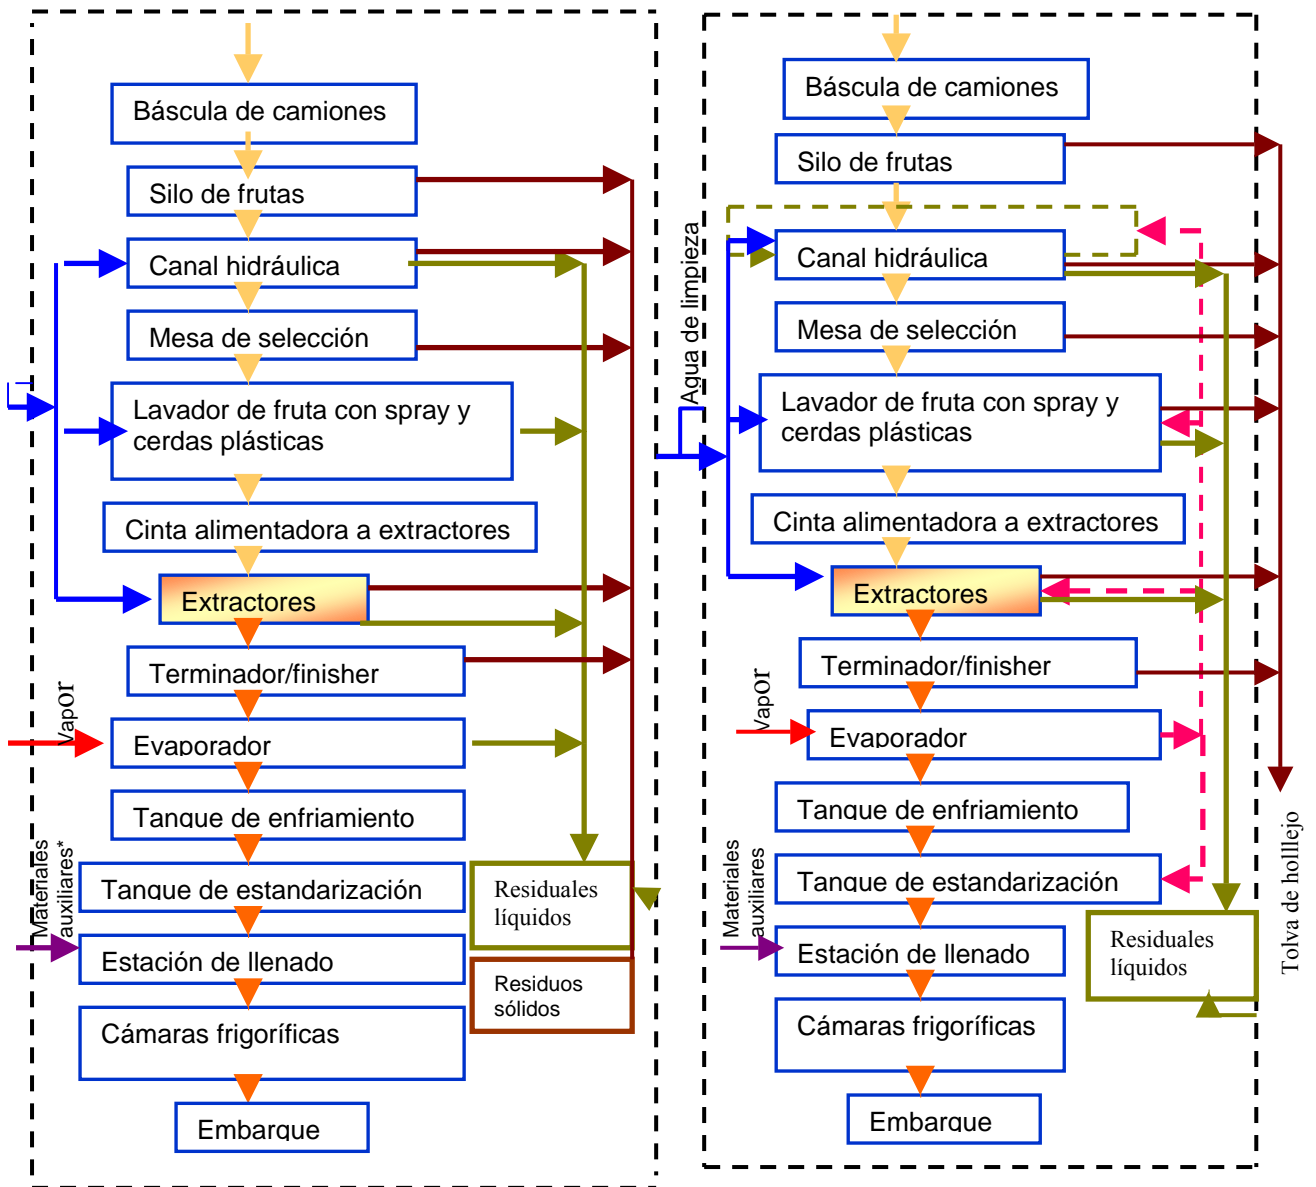 Báscula de camiones
Silo de frutas
Canal hidráulica
Mesa de selección
Lavador de fruta con spray y
cerdas plásticas
Cinta alimentadora a extractores
Extractores
Terminador/finisher
Vapor
Evaporador
Tanque de enfriamiento
Materiales
auxiliares*
Tanque de estandarización
Estación de llenado
Cámaras frigoríficas
Embarque
Residuales
líquidos
Residuos
sólidos
Báscula de camiones
Silo de frutas
Agua de limpieza
Canal hidráulica
Mesa de selección
Lavador de fruta con spray y
cerdas plásticas
Cinta alimentadora a extractores
Extractores
Terminador/finisher
Vapor
Evaporador
Tanque de enfriamiento
Materiales
auxiliares
Tanque de estandarización
Estación de llenado
Cámaras frigoríficas
Embarque
Residuales
líquidos
Tolva de holllejo